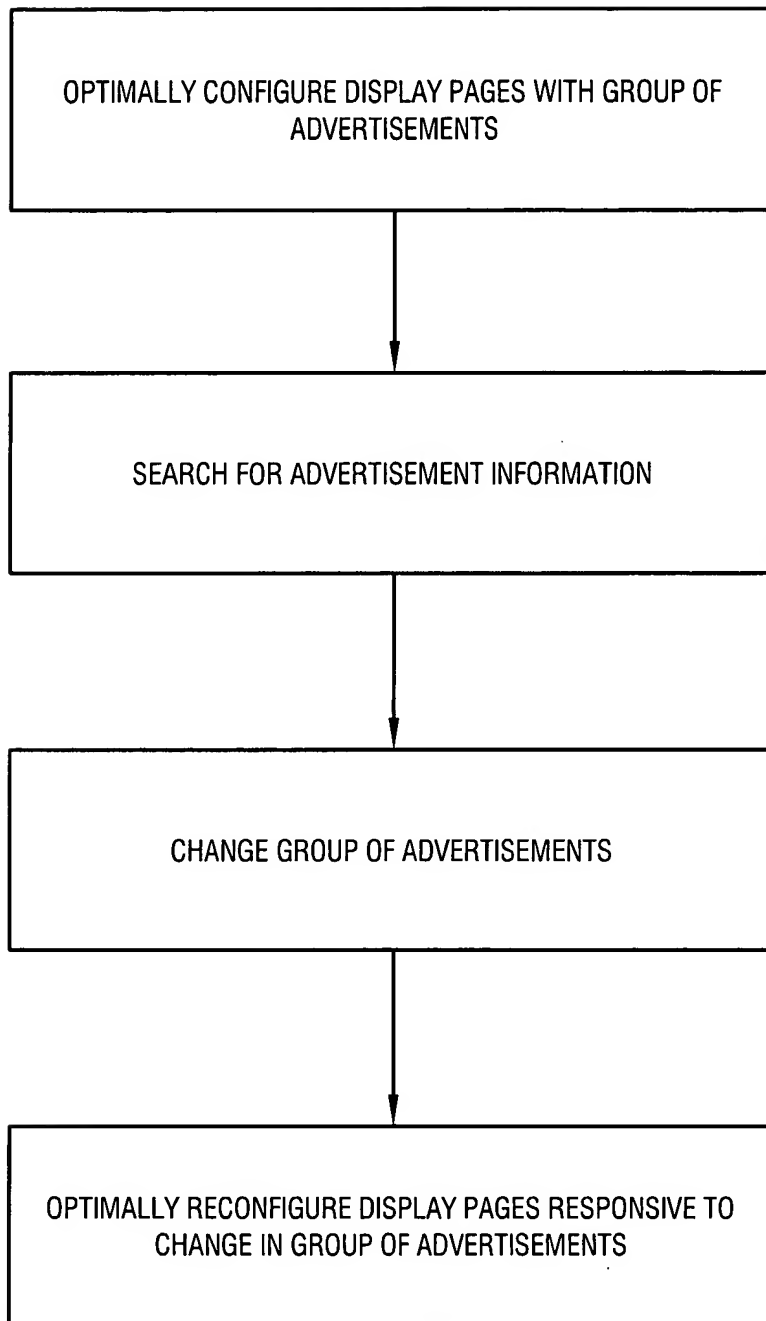 OPTIMALLY CONFIGURE DISPLAY PAGES WITH GROUP OF
ADVERTISEMENTS
SEARCH FOR ADVERTISEMENT INFORMATION
CHANGE GROUP OF ADVERTISEMENTS
OPTIMALLY RECONFIGURE DISPLAY PAGES RESPONSIVE TO
CHANGE IN GROUP OF ADVERTISEMENTS